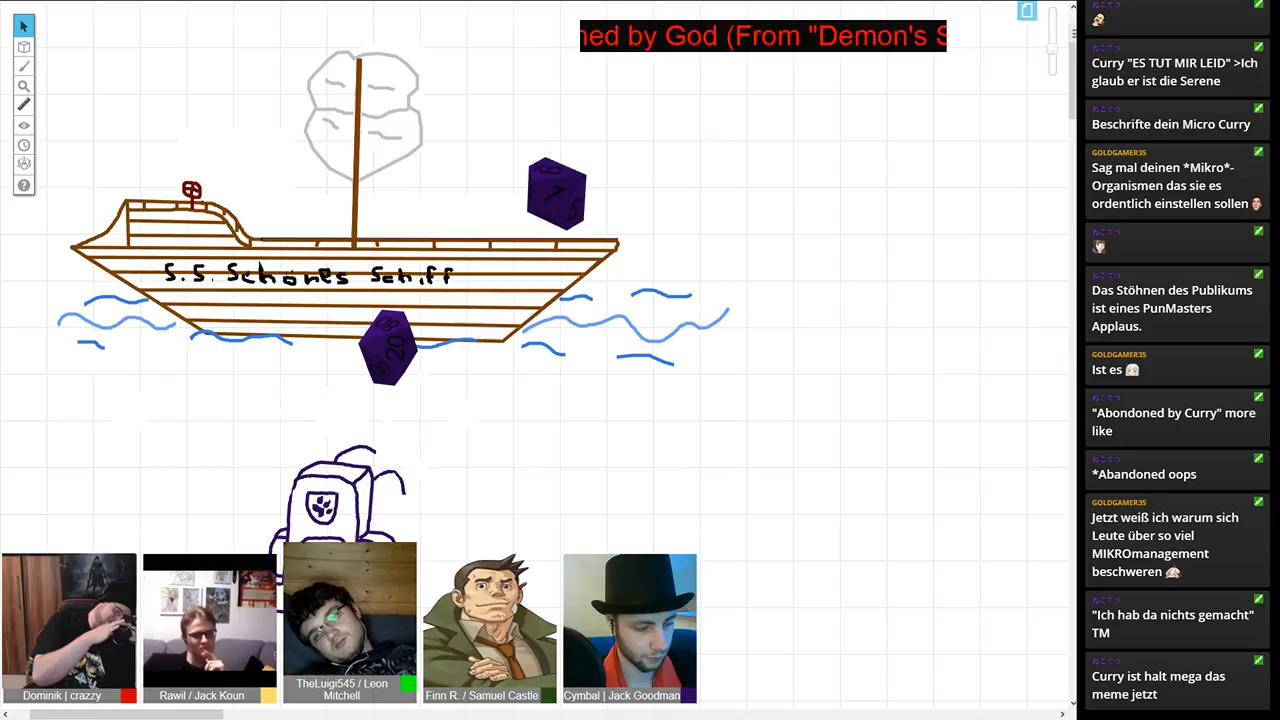 ned by God (From "Demon's S
Curry "ES TUT MIR LEID" >Ich
glaub er ist die Serene
Beschrifte dein Micro Curry
GOLDGAMER35
Sag mal deinen *Mikro*-
Organismen das sie es
ordentlich einstellen sollen
Das Stöhnen des Publikums
ist eines PunMasters
Applaus.
GOLDGAMER35
Ist es
"Abondoned by Curry" more
like
*Abandoned oops
GOLDGAMER35
Jetzt weiß ich warum sich
Leute über so viel
MIKROmanagement
beschweren
"Ich hab da nichts gemacht"
TM
Curry ist halt mega das
meme jetzt
7
5
S.S. Schönes Schiff
20
Dominik | crazzy
Rawil / Jack Koun
TheLuigi545 / Leon
Mitchell
Finn R. / Samuel Castle
Cymbal | Jack Goodman